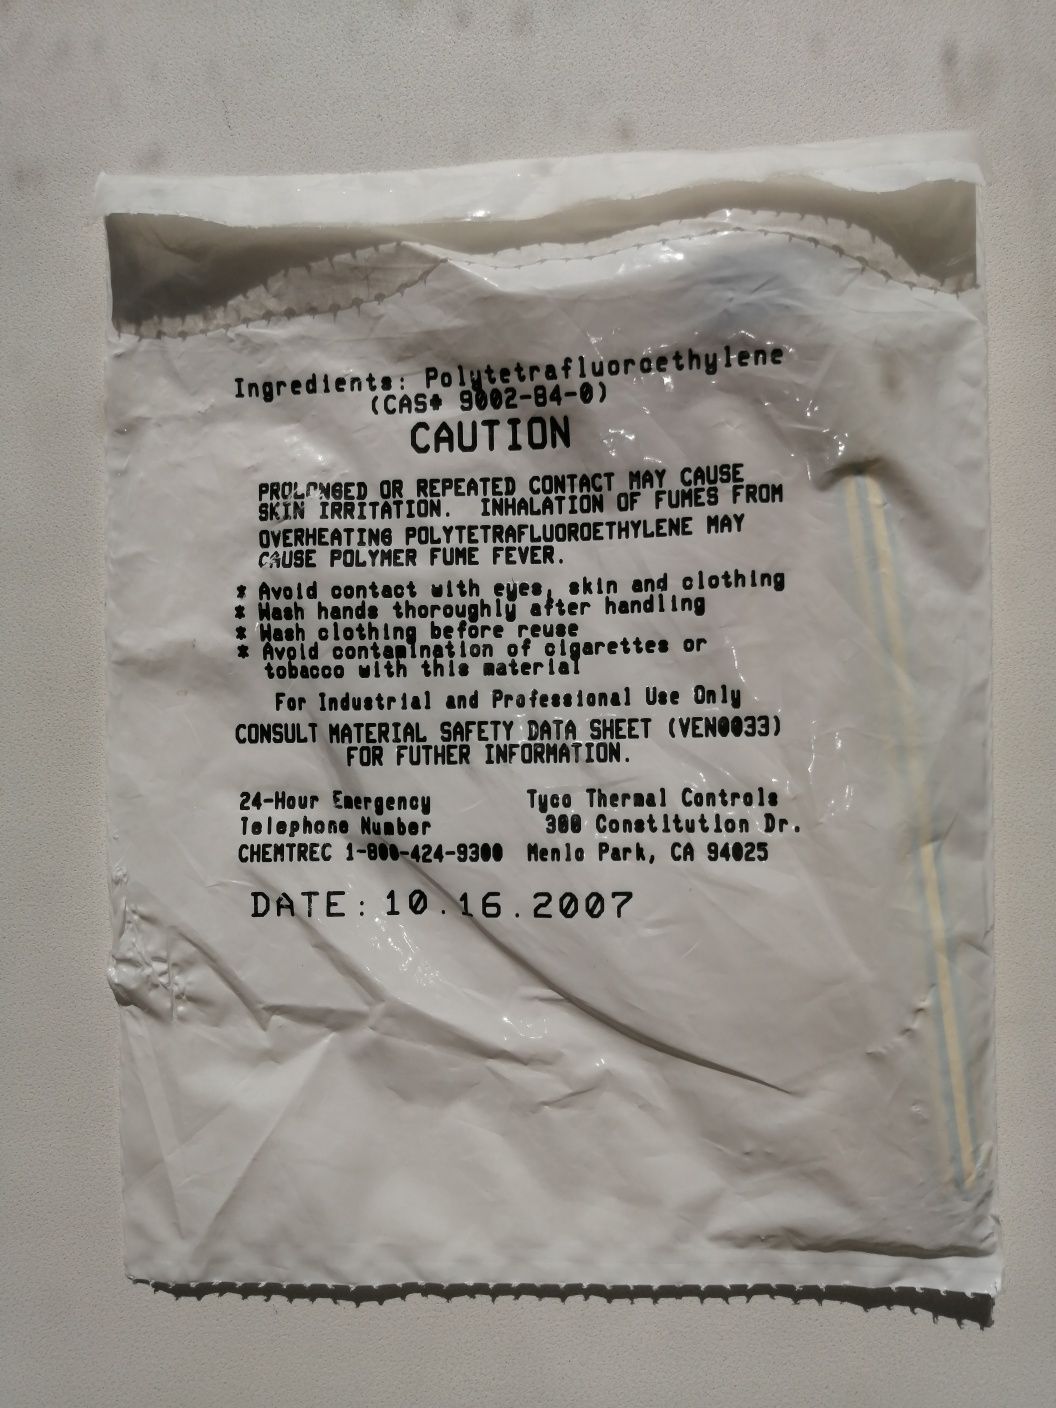 Ingredients: Polytetrafluoroethylene
(CAS# 9002-84-0)
CAUTION
PROLONGED OR REPEATED CONTACT MAY CAUSE
SKIN IRRITATION. INHALATION OF FUMES FROM
OVERHEATING POLYTETRAFLUOROETHYLENE MAY
CAUSE POLYMER FUME FEVER.
* Avoid contact with eyes, skin and clothing
* Wash hands thoroughly after handling
* Wash clothing before reuse
* Avoid contamination of cigarettes or
tobacco with this material
For Industrial and Professional Use Only
CONSULT MATERIAL SAFETY DATA SHEET (VEN0033)
FOR FUTHER INFORMATION.
24-Hour Emergency Tyco Thermal Controls
Telephone Number 300 Constitution Dr.
CHEMTREC 1-800-424-9300 Menlo Park, CA 94025
DATE: 10.16.2007